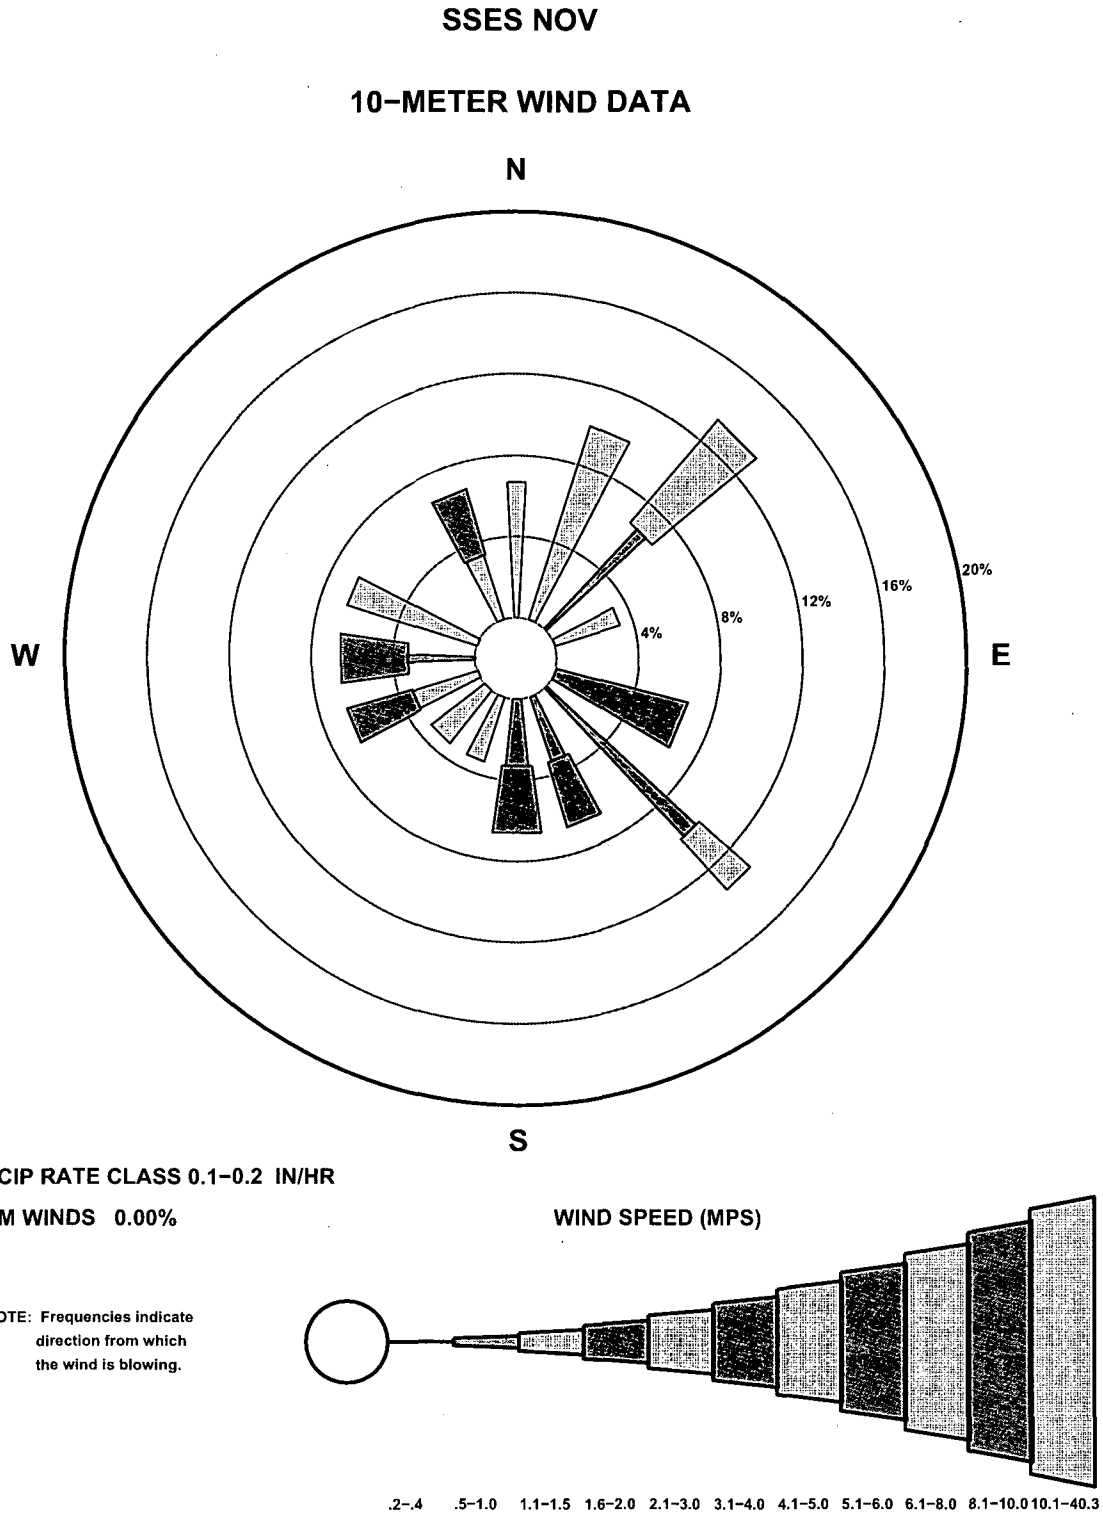 SSES NOV
10−METER WIND DATA
N
20%
16%
12%
8%
4%
W
E
S
CIP RATE CLASS 0.1−0.2 IN/HR
M WINDS 0.00%
WIND SPEED (MPS)
OTE: Frequencies indicate
direction from which
the wind is blowing.
.2−.4 .5−1.0 1.1−1.5 1.6−2.0 2.1−3.0 3.1−4.0 4.1−5.0 5.1−6.0 6.1−8.0 8.1−10.0 10.1−40.3